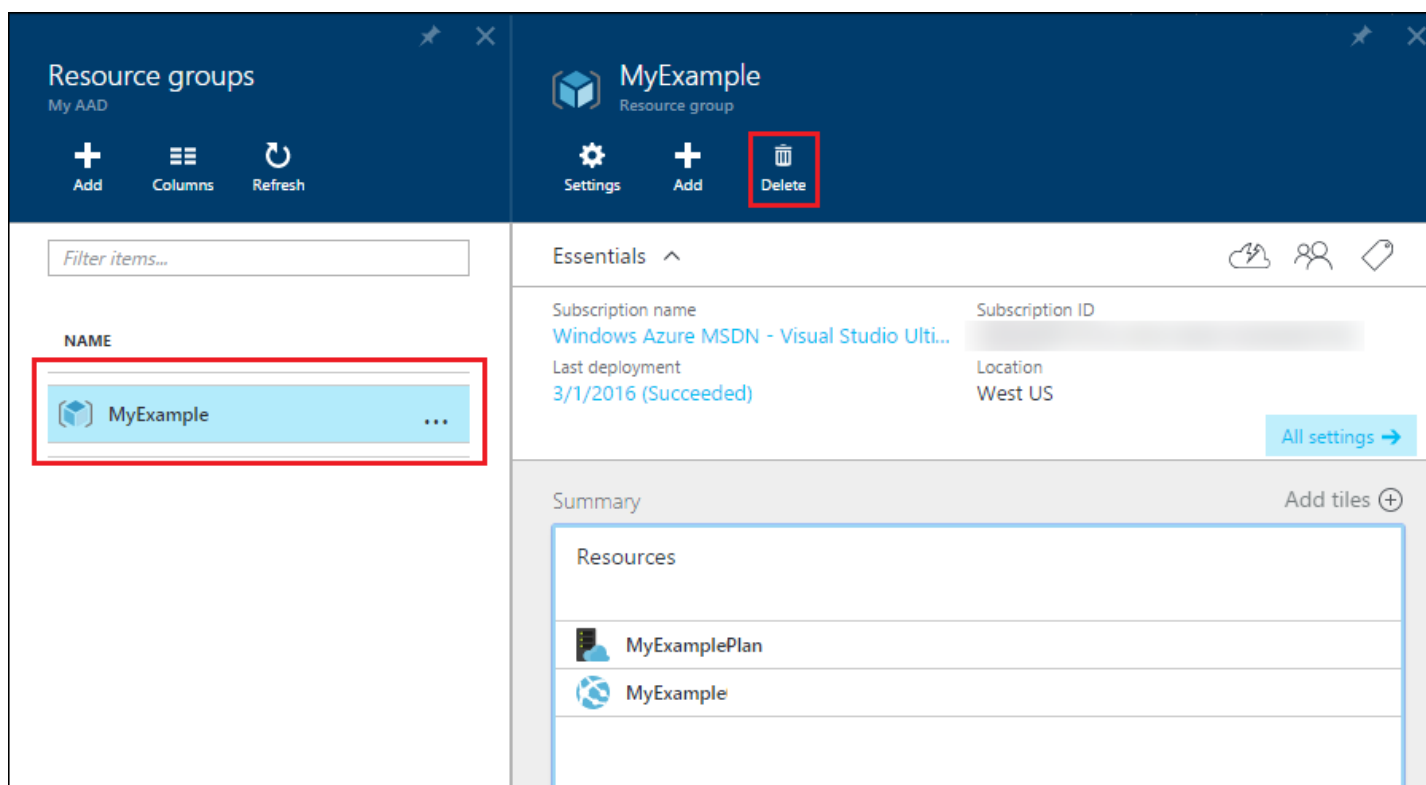 Resource groups
My AAD
Add
Columns
Refresh
Filter items...
NAME
MyExample
...
MyExample
Resource group
Settings
Add
Delete
Essentials
Subscription name
Windows Azure MSDN - Visual Studio Ulti...
Subscription ID
Last deployment
3/1/2016 (Succeeded)
Location
West US
All settings
Summary
Add tiles
Resources
MyExamplePlan
MyExample